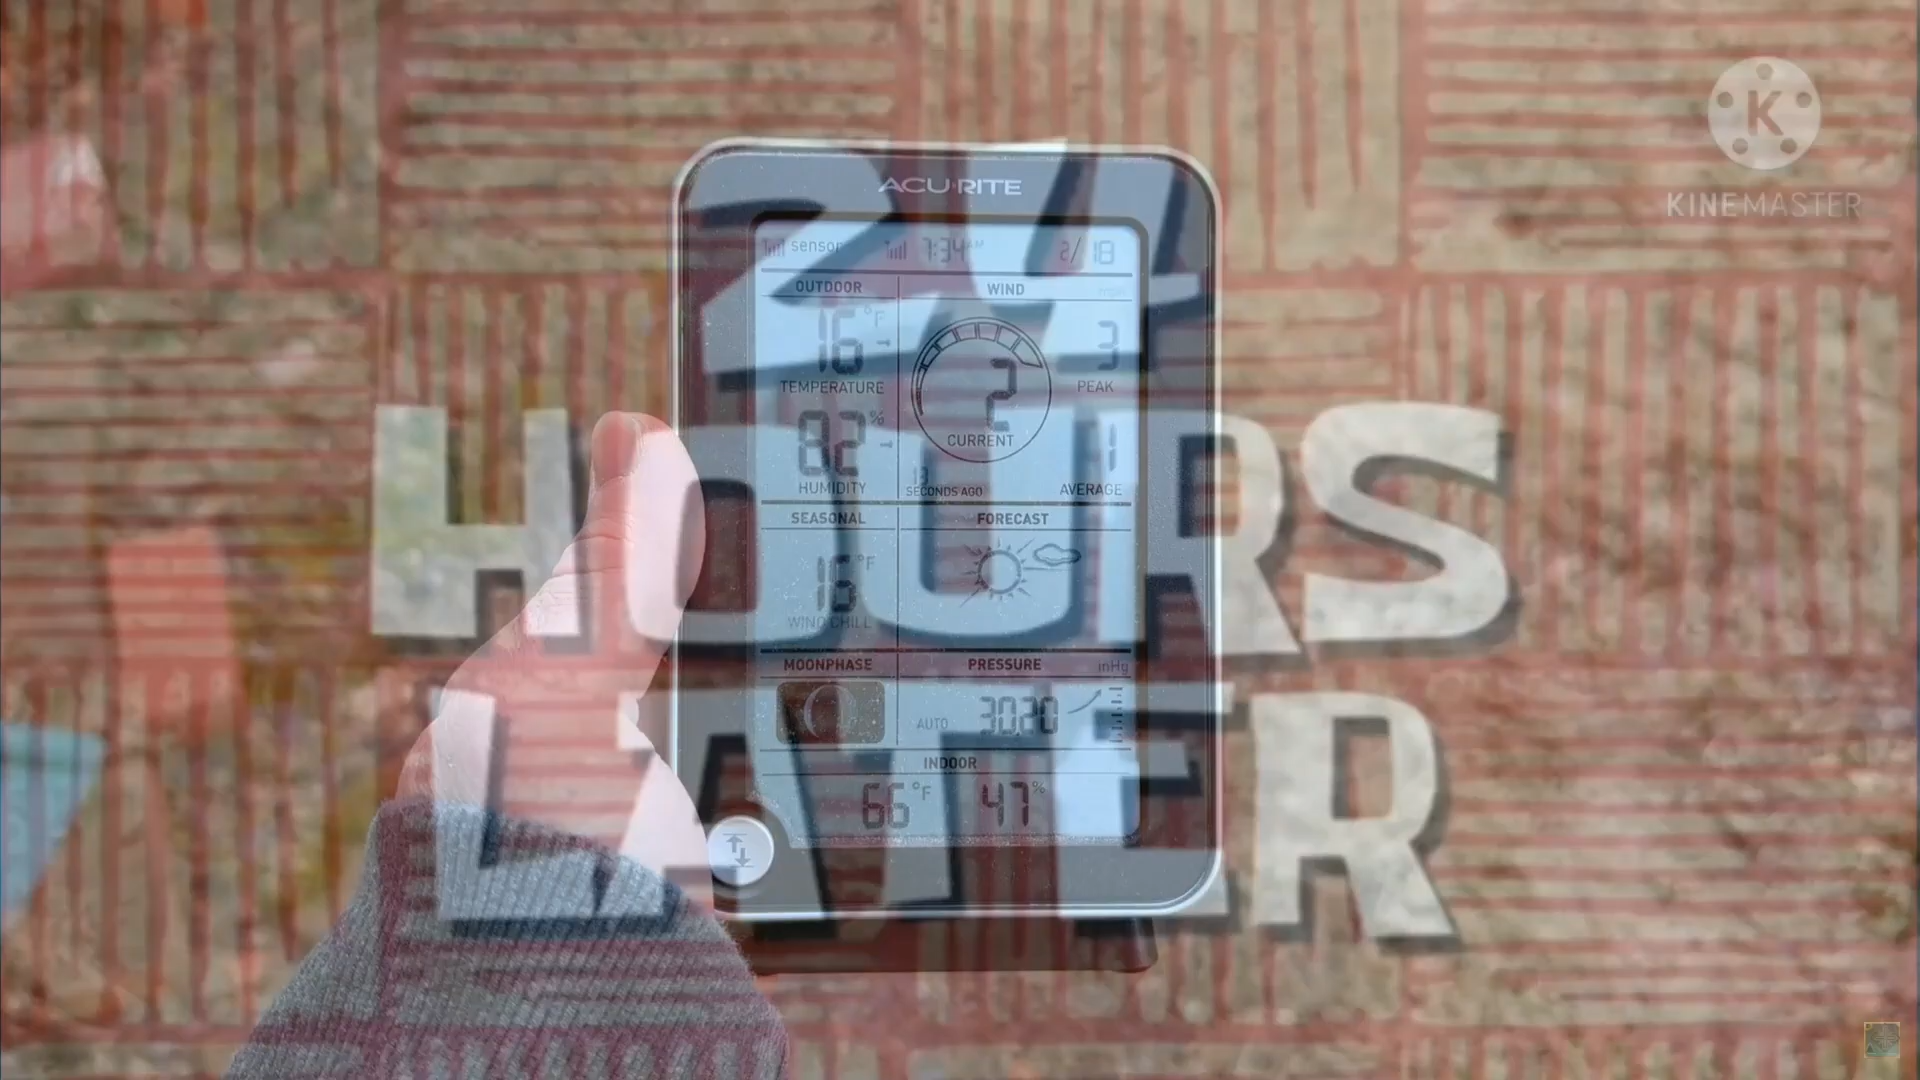 K
KINEMASTER
ACU·RITE
24
HOURS
LATER
sensor 7:34 AM 2/18
OUTDOOR WIND
16 °F
TEMPERATURE
3
PEAK
2
CURRENT
82 %
HUMIDITY
13
SECONDS AGO
1
AVERAGE
SEASONAL FORECAST
16 °F
WIND CHILL
MOONPHASE PRESSURE inHg
AUTO 30.20
INDOOR
66 °F 47 %